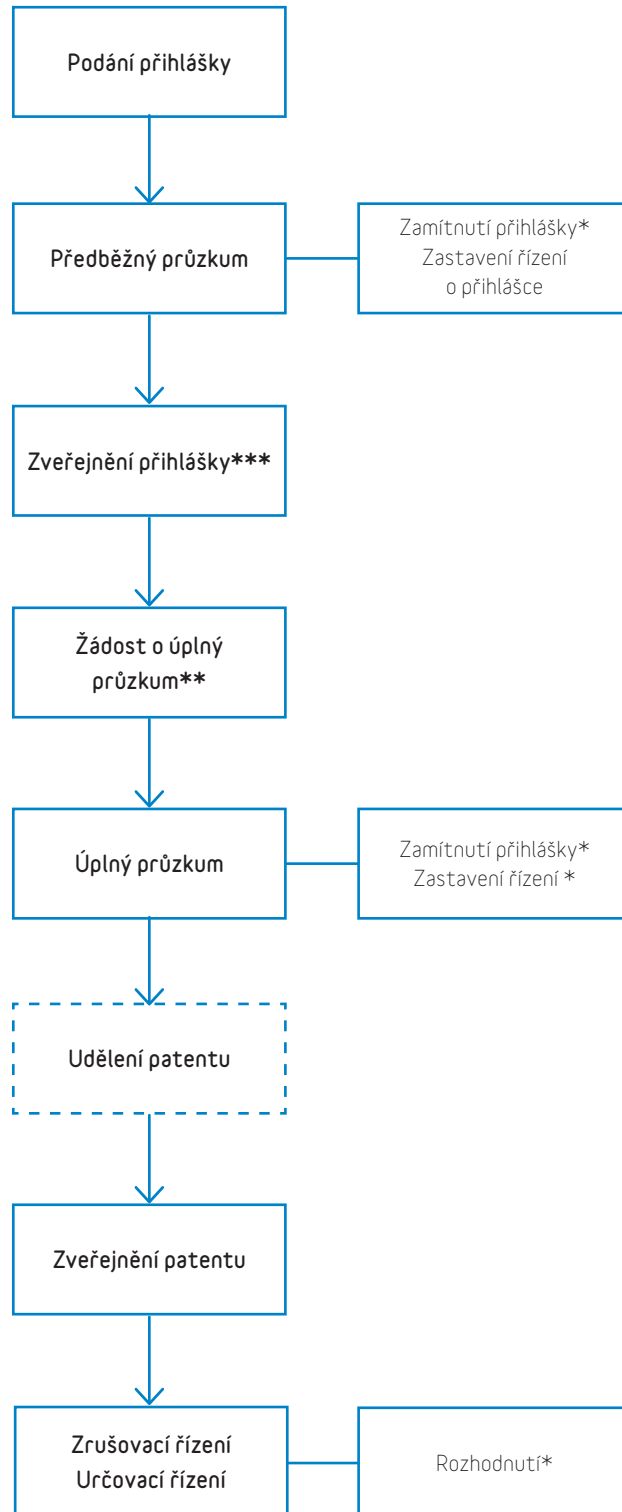 Podání přihlášky
Předběžný průzkum
Zamítnutí přihlášky*
Zastavení řízení
o přihlášce
Zveřejnění přihlášky***
Žádost o úplný
průzkum**
Úplný průzkum
Zamítnutí přihlášky*
Zastavení řízení *
Udělení patentu
Zveřejnění patentu
Zrušovací řízení
Určovací řízení
Rozhodnutí*